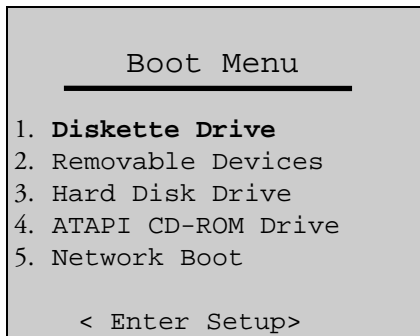 Boot Menu
1. Diskette Drive
2. Removable Devices
3. Hard Disk Drive
4. ATAPI CD-ROM Drive
5. Network Boot
< Enter Setup>